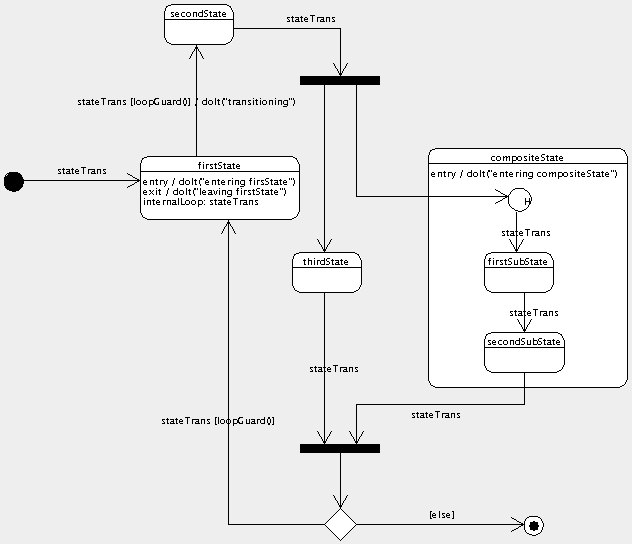 secondState
stateTrans
stateTrans [loopGuard()] / doIt("transitioning")
stateTrans
firstState
entry / doIt("entering firsState")
exit / doIt("leaving firstState")
internalLoop: stateTrans
compositeState
entry / doIt("entering compositeState")
H
stateTrans
thirdState
firstSubState
stateTrans
secondSubState
stateTrans
stateTrans
stateTrans [loopGuard()]
[else]